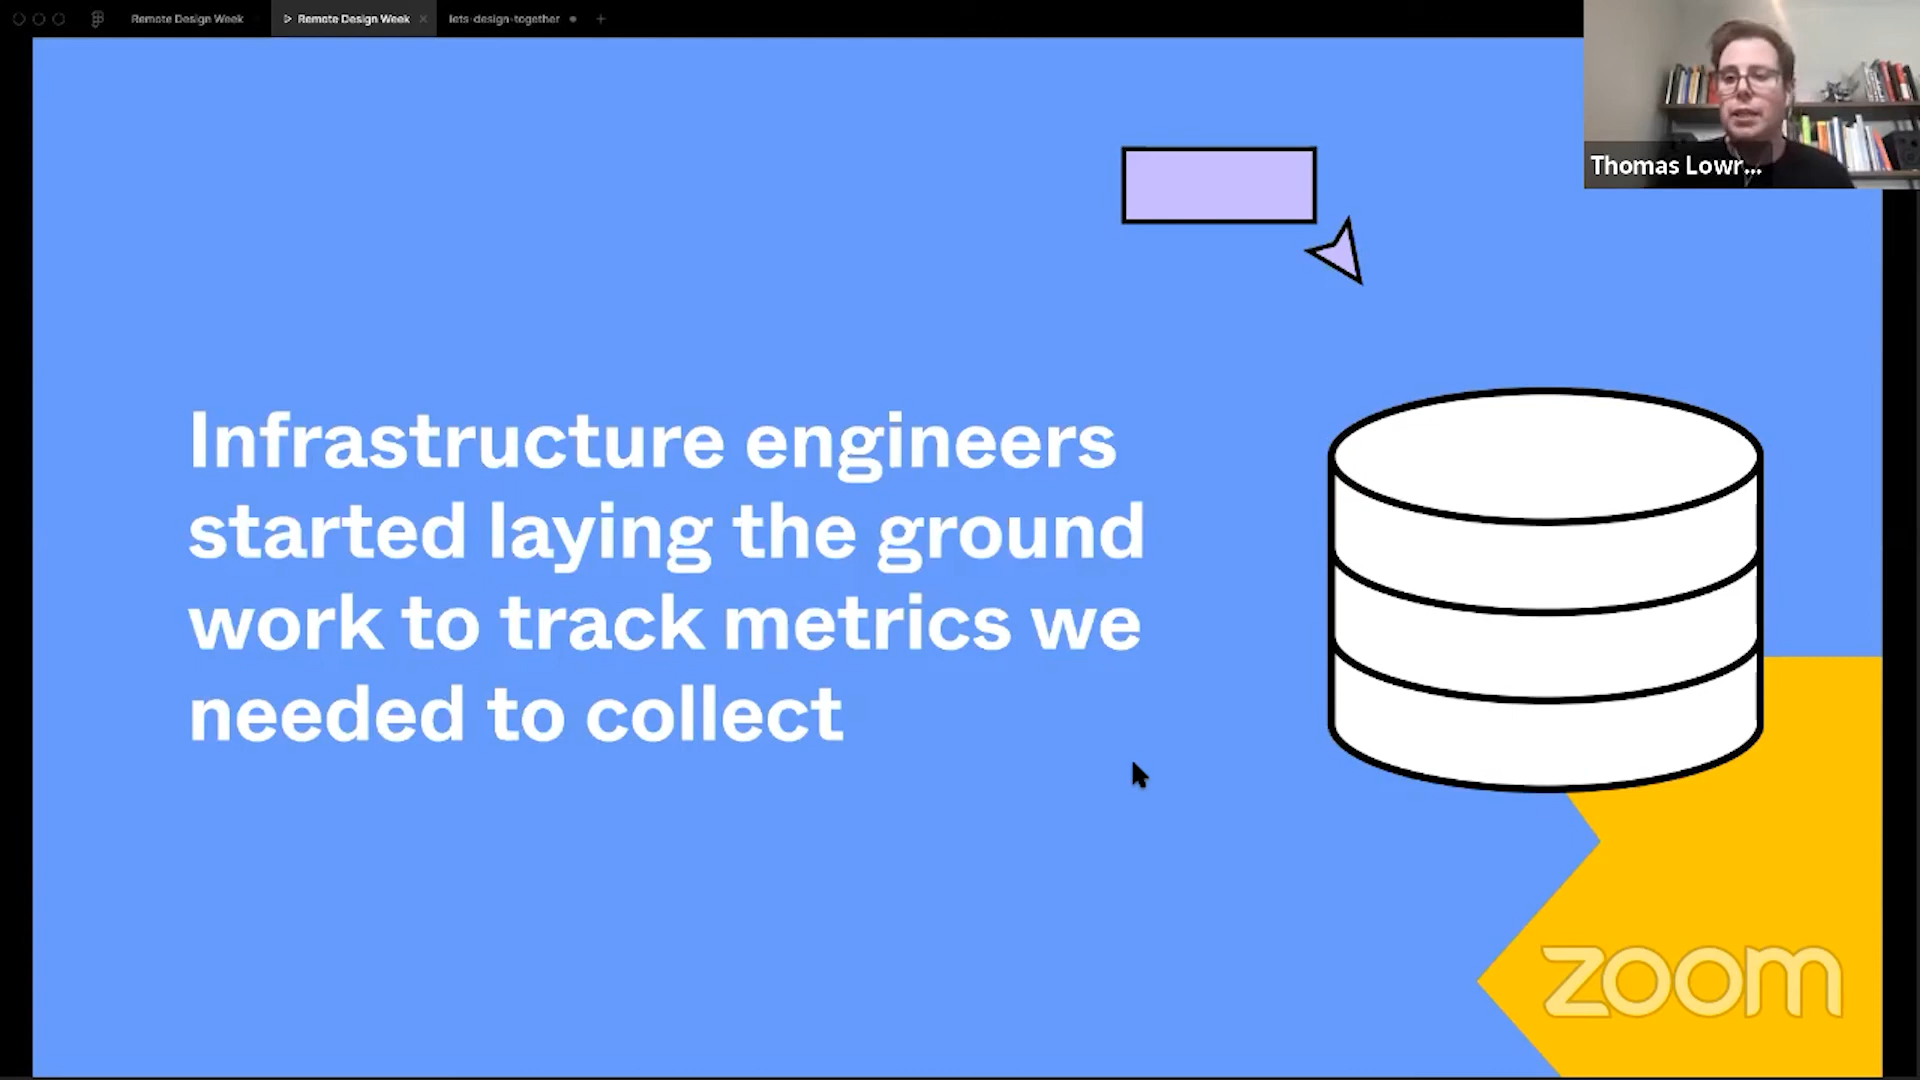 Remote Design Week
Remote Design Week
lets-design-together
Thomas Lowr...
Infrastructure engineers
started laying the ground
work to track metrics we
needed to collect
zoom